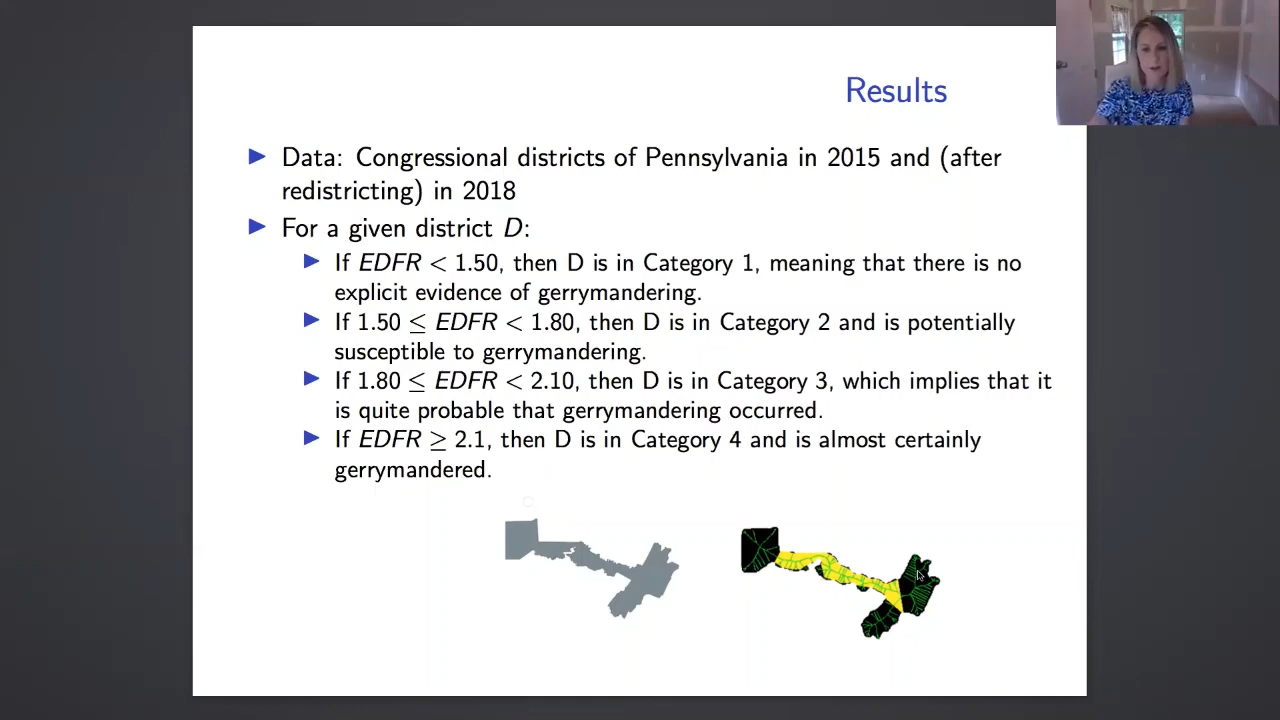 Results
Data: Congressional districts of Pennsylvania in 2015 and (after
redistricting) in 2018
For a given district D:
If EDFR < 1.50, then D is in Category 1, meaning that there is no
explicit evidence of gerrymandering.
If 1.50 ≤ EDFR < 1.80, then D is in Category 2 and is potentially
susceptible to gerrymandering.
If 1.80 ≤ EDFR < 2.10, then D is in Category 3, which implies that it
is quite probable that gerrymandering occurred.
If EDFR ≥ 2.1, then D is in Category 4 and is almost certainly
gerrymandered.